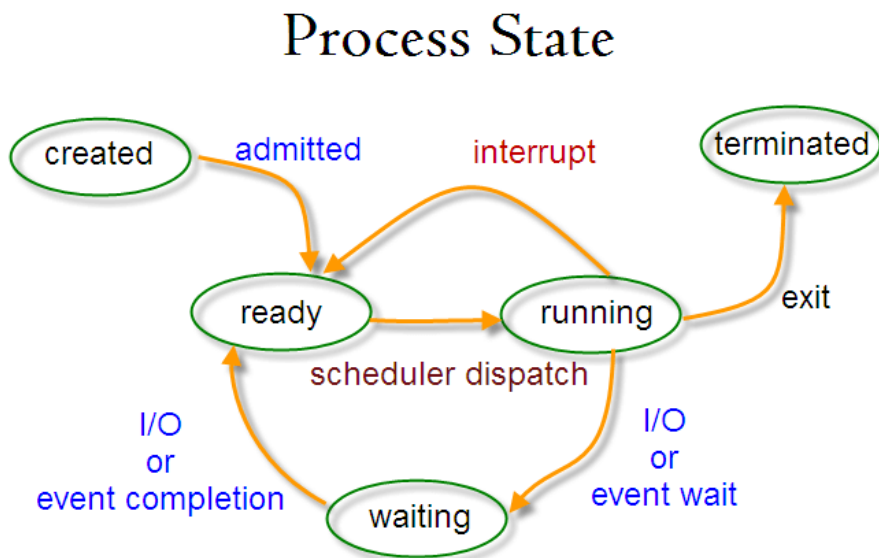 Process State
created
admitted
interrupt
terminated
ready
running
exit
scheduler dispatch
I/O
or
event completion
I/O
or
event wait
waiting